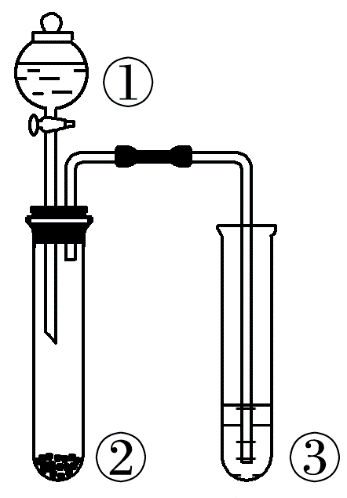 ①
②
③